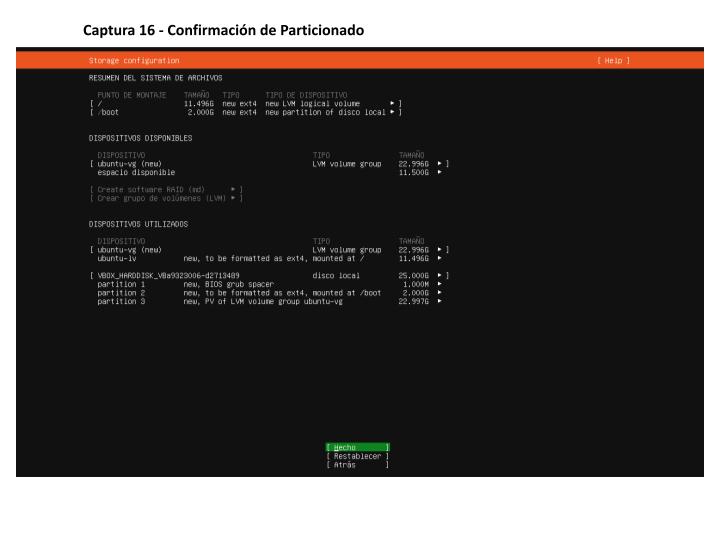 Captura 16 - Confirmación de Particionado
Storage configuration [ Help ]
RESUMEN DEL SISTEMA DE ARCHIVOS
PUNTO DE MONTAJE TAMAÑO TIPO TIPO DE DISPOSITIVO
[ / 11.496G new ext4 new LVM logical volume ▸ ]
[ /boot 2.000G new ext4 new partition of disco local ▸ ]
DISPOSITIVOS DISPONIBLES
DISPOSITIVO TIPO TAMAÑO
[ ubuntu-vg (new) LVM volume group 22.996G ▸ ]
espacio disponible 11.500G ▸
[ Create software RAID (md) ▸ ]
[ Crear grupo de volúmenes (LVM) ▸ ]
DISPOSITIVOS UTILIZADOS
DISPOSITIVO TIPO TAMAÑO
[ ubuntu-vg (new) LVM volume group 22.996G ▸ ]
ubuntu-lv new, to be formatted as ext4, mounted at / 11.496G ▸
[ VBOX_HARDDISK_VBa9323006-d2713489 disco local 25.000G ▸ ]
partition 1 new, BIOS grub spacer 1.000M ▸
partition 2 new, to be formatted as ext4, mounted at /boot 2.000G ▸
partition 3 new, PV of LVM volume group ubuntu-vg 22.997G ▸
[ Hecho ]
[ Restablecer ]
[ Atrás ]